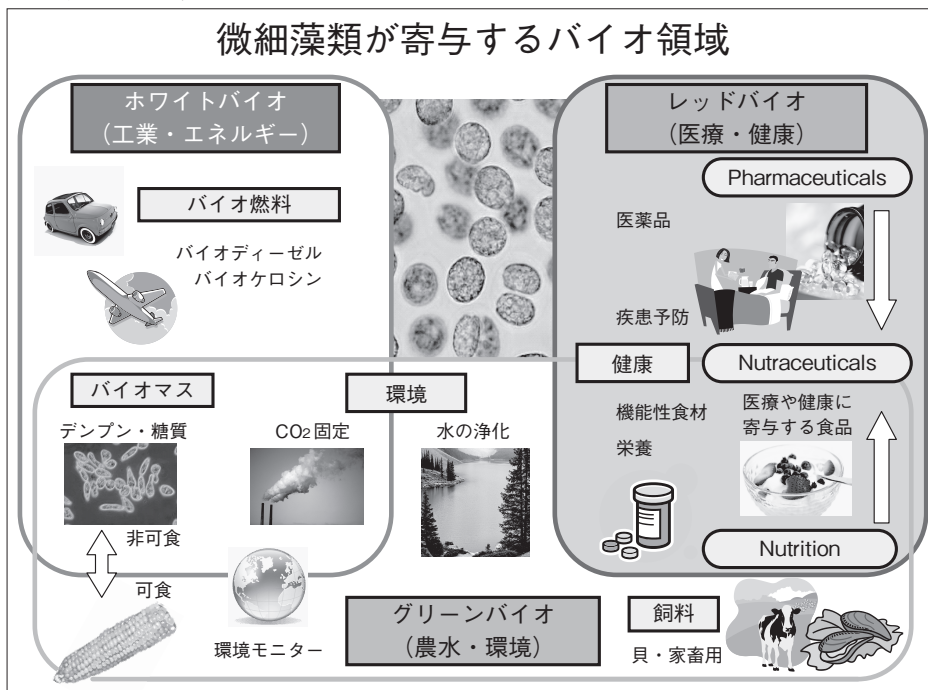 微細藻類が寄与するバイオ領域
ホワイトバイオ
（工業・エネルギー）
バイオ燃料
バイオディーゼル
バイオケロシン
レッドバイオ
（医療・健康）
Pharmaceuticals
医薬品
疾患予防
健康
Nutraceuticals
機能性食材
栄養
医療や健康に
寄与する食品
Nutrition
バイオマス
デンプン・糖質
環境
CO2固定
水の浄化
非可食
可食
環境モニター
グリーンバイオ
（農水・環境）
飼料
貝・家畜用